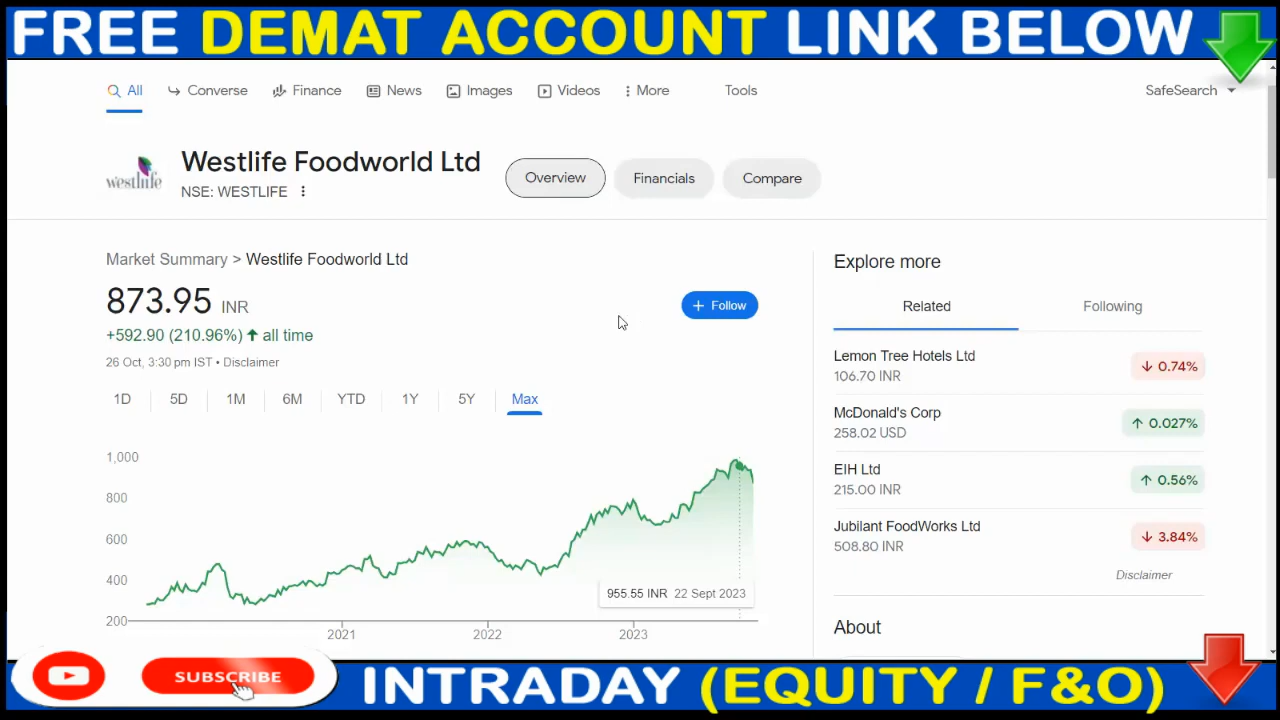 FREE DEMAT ACCOUNT LINK BELOW
All Converse Finance News Images Videos More Tools SafeSearch
westlife
Westlife Foodworld Ltd
NSE: WESTLIFE
Overview Financials Compare
Market Summary > Westlife Foodworld Ltd
873.95 INR
+ Follow
+592.90 (210.96%) ↑ all time
26 Oct, 3:30 pm IST • Disclaimer
1D 5D 1M 6M YTD 1Y 5Y Max
1,000
800
600
400
200
955.55 INR 22 Sept 2023
2021 2022 2023
Explore more
Related Following
Lemon Tree Hotels Ltd
106.70 INR
↓ 0.74%
McDonald's Corp
258.02 USD
↑ 0.027%
EIH Ltd
215.00 INR
↑ 0.56%
Jubilant FoodWorks Ltd
508.80 INR
↓ 3.84%
Disclaimer
About
SUBSCRIBE
INTRADAY (EQUITY / F&O)